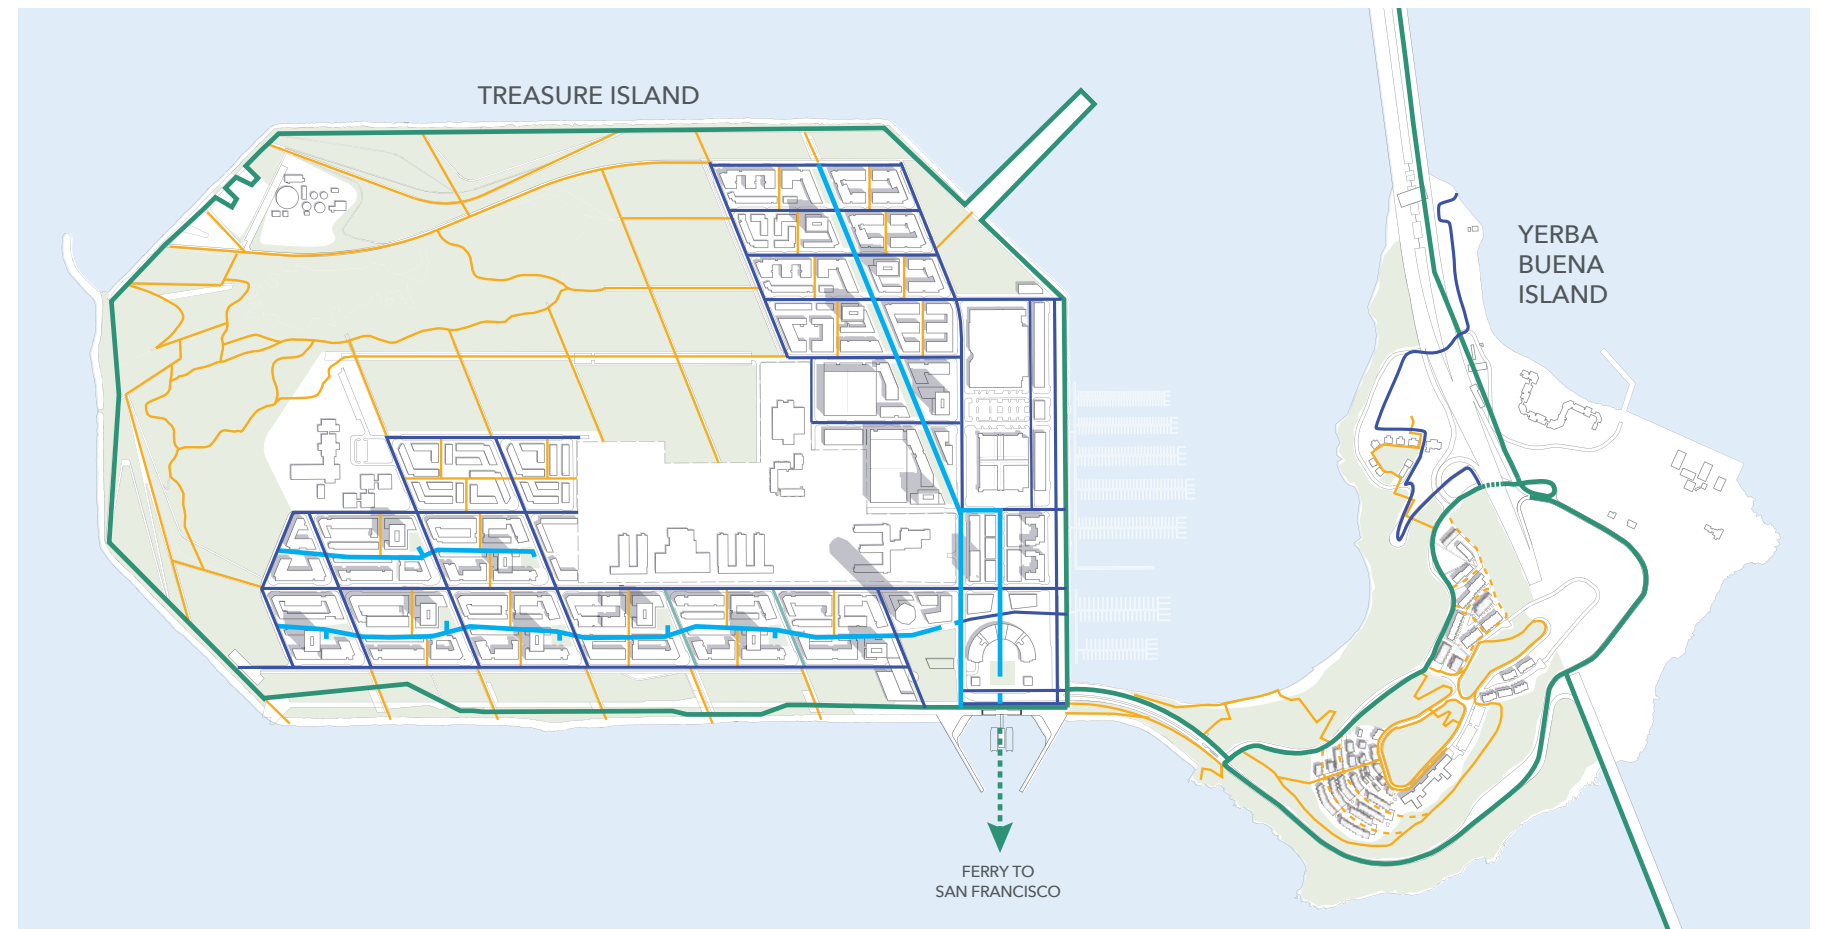 TREASURE ISLAND
YERBA
BUENA
ISLAND
FERRY TO
SAN FRANCISCO